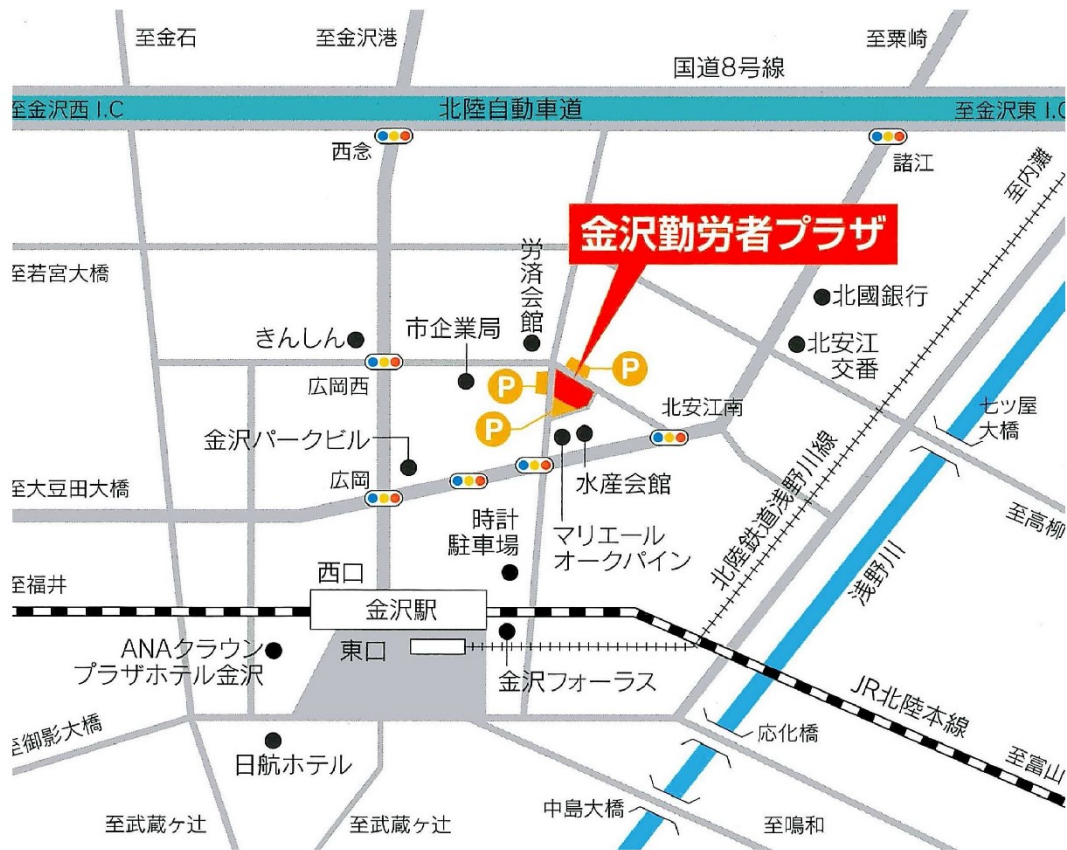 至金石
至金沢港
至粟崎
国道8号線
至金沢西 I.C
北陸自動車道
至金沢東 I.C
西念
諸江
至内灘
金沢勤労者プラザ
至若宮大橋
労済会館
北國銀行
きんしん
市企業局
北安江
交番
P
P
P
広岡西
北安江南
七ツ屋
大橋
金沢パークビル
広岡
水産会館
至大豆田大橋
時計
駐車場
マリエール
オークパイン
北陸鉄道浅野川線
至高柳
浅野川
至福井
西口
金沢駅
東口
ANAクラウン
プラザホテル金沢
金沢フォーラス
JR北陸本線
至御影大橋
応化橋
日航ホテル
至富山
中島大橋
至武蔵ヶ辻
至武蔵ヶ辻
至鳴和